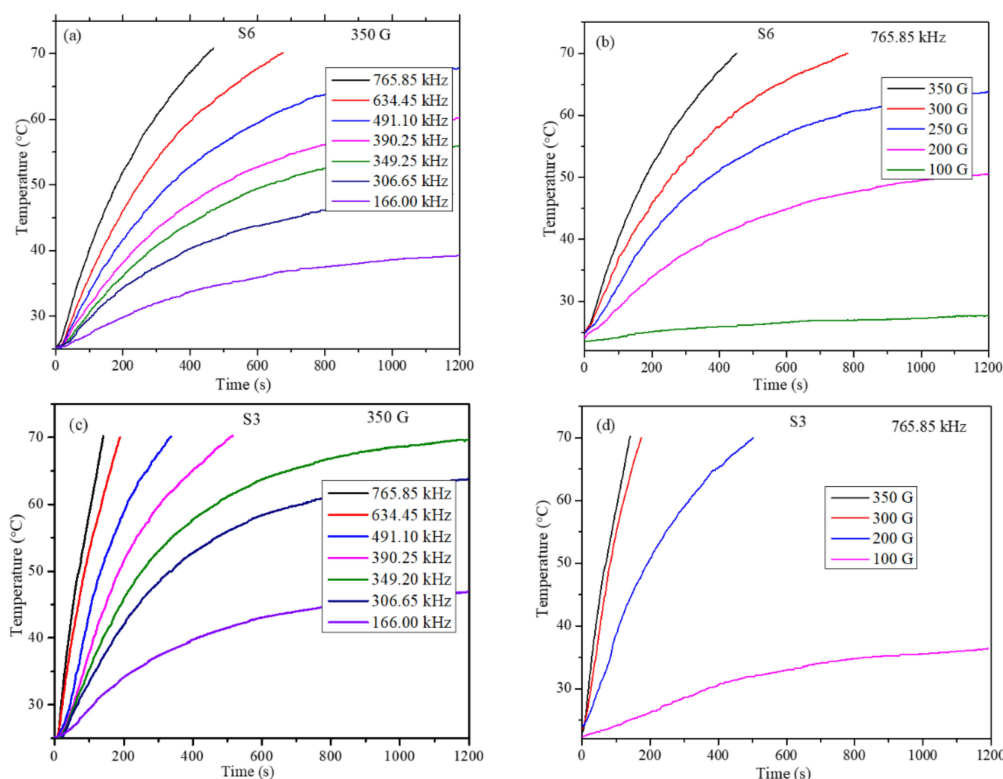 (a)
S6
350 G
765.85 kHz
634.45 kHz
491.10 kHz
390.25 kHz
349.25 kHz
306.65 kHz
166.00 kHz
Temperature (°C)
70
60
50
40
30
0
200
400
600
800
1000
1200
Time (s)
(b)
S6
765.85 kHz
350 G
300 G
250 G
200 G
100 G
Temperature (°C)
70
60
50
40
30
0
200
400
600
800
1000
1200
Time (s)
(c)
S3
350 G
765.85 kHz
634.45 kHz
491.10 kHz
390.25 kHz
349.20 kHz
306.65 kHz
166.00 kHz
Temperature (°C)
70
60
50
40
30
0
200
400
600
800
1000
1200
Time (s)
(d)
S3
765.85 kHz
350 G
300 G
200 G
100 G
Temperature (°C)
70
60
50
40
30
0
200
400
600
800
1000
1200
Time (s)